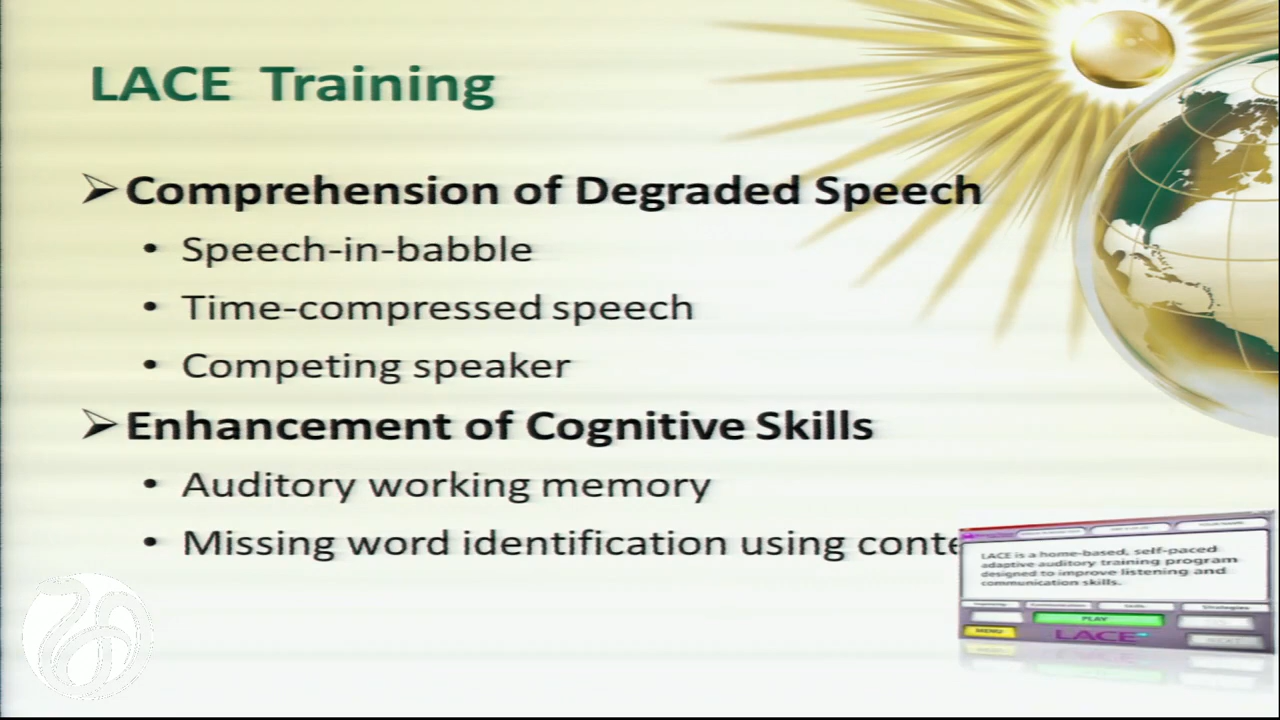 LACE Training
Comprehension of Degraded Speech
Speech-in-babble
Time-compressed speech
Competing speaker
Enhancement of Cognitive Skills
Auditory working memory
Missing word identification using conte
LACE is a home-based, self-paced
adaptive auditory training program
designed to improve listening and
communication skills.
Strategies
PLAY
MENU
LACE